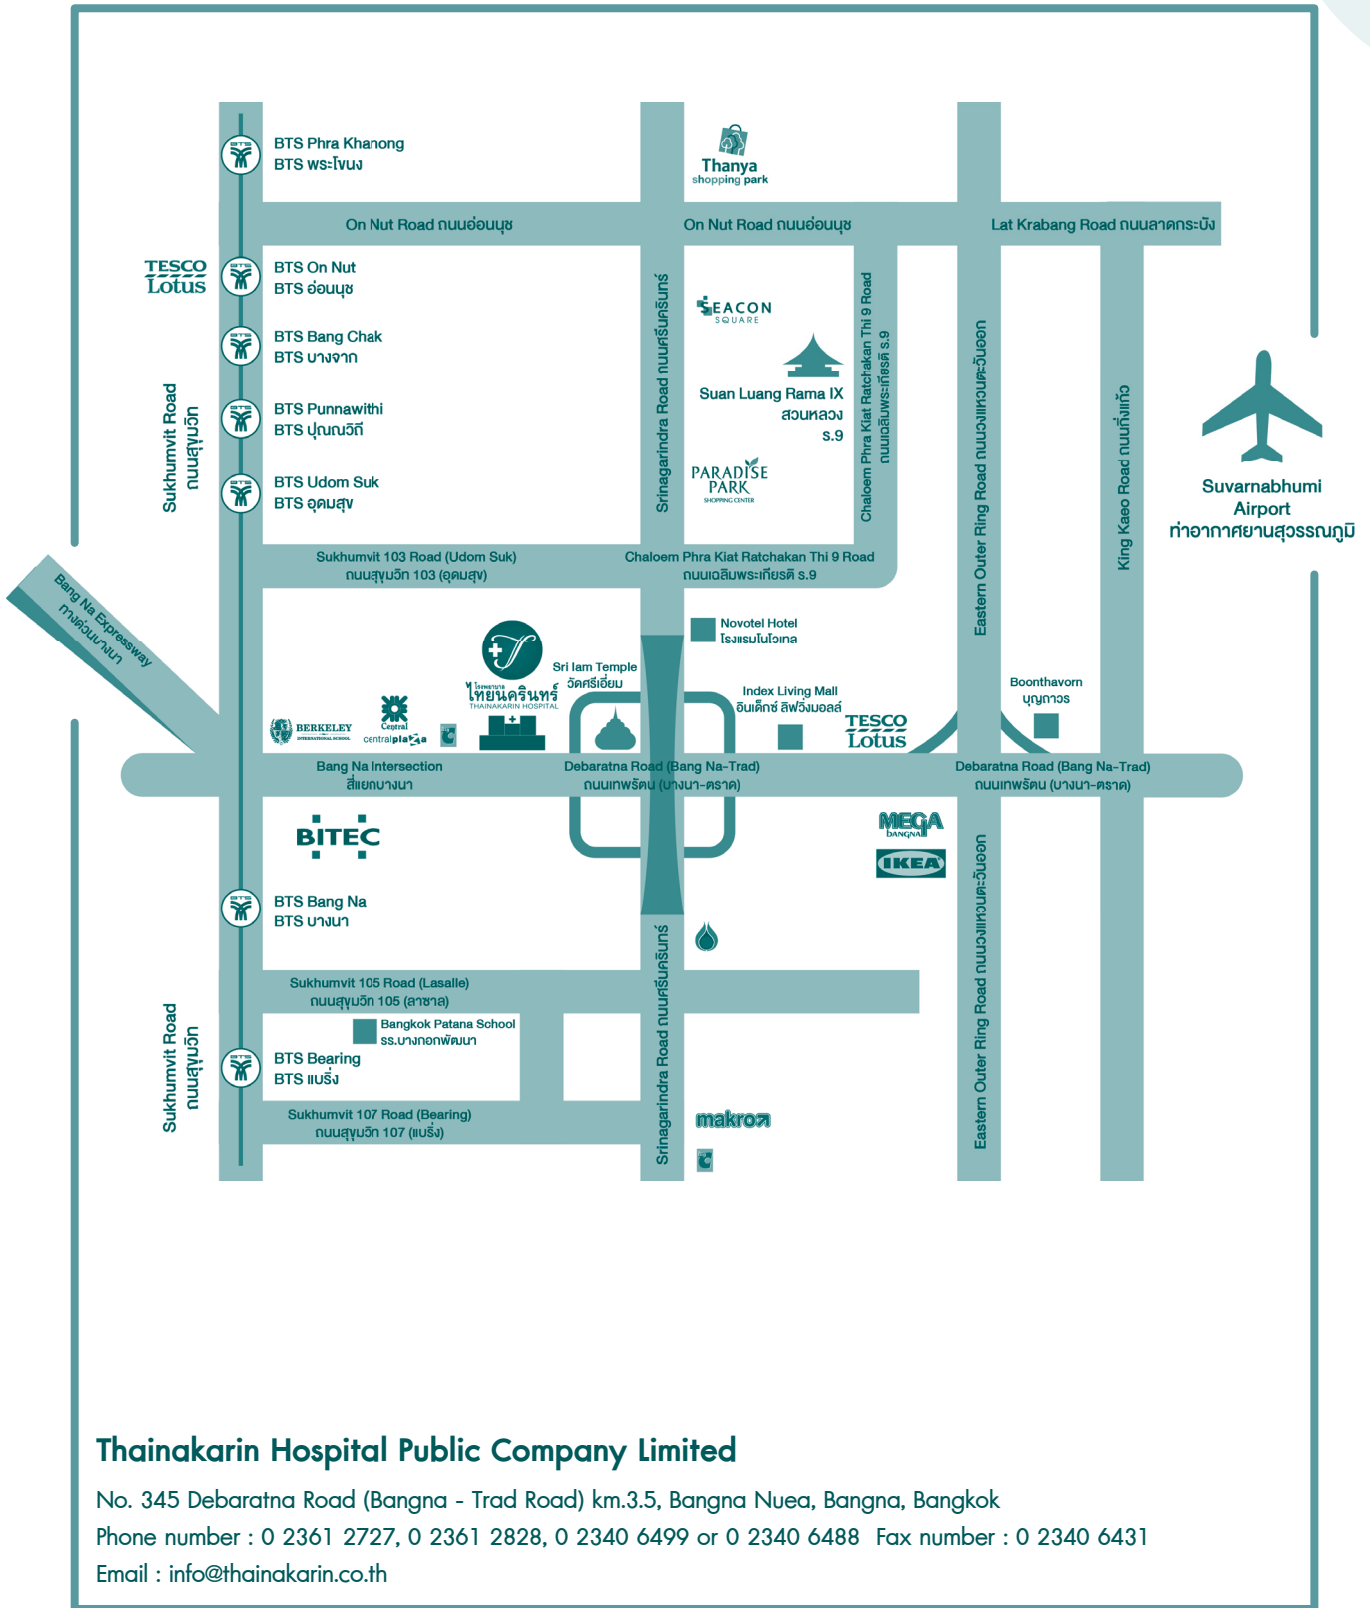 BTS Phra Khanong
BTS พระโขนง
Thanya
shopping park
On Nut Road ถนนอ่อนนุช
On Nut Road ถนนอ่อนนุช
Lat Krabang Road ถนนลาดกระบัง
TESCO
Lotus
BTS On Nut
BTS อ่อนนุช
BTS Bang Chak
BTS บางจาก
BTS Punnawithi
BTS ปุณณวิถี
BTS Udom Suk
BTS อุดมสุข
Sukhumvit Road
ถนนสุขุมวิท
Srinagarindra Road ถนนศรีนครินทร์
SEACON
SQUARE
Suan Luang Rama IX
สวนหลวง
ร.9
PARADISE
PARK
SHOPPING CENTER
Chaloem Phra Kiat Ratchakan Thi 9 Road
ถนนเฉลิมพระเกียรติ ร.9
Eastern Outer Ring Road ถนนวงแหวนตะวันออก
King Kaeo Road ถนนกิ่งแก้ว
Suvarnabhumi
Airport
ท่าอากาศยานสุวรรณภูมิ
Sukhumvit 103 Road (Udom Suk)
ถนนสุขุมวิท 103 (อุดมสุข)
Chaloem Phra Kiat Ratchakan Thi 9 Road
ถนนเฉลิมพระเกียรติ ร.9
Bang Na Expressway
ทางด่วนบางนา
Novotel Hotel
โรงแรมโนโวเทล
โรงพยาบาล
ไทยนครินทร์
THAINAKARIN HOSPITAL
Sri Iam Temple
วัดศรีเอี่ยม
Index Living Mall
อินเด็กซ์ ลิฟวิ่งมอลล์
TESCO
Lotus
Boonthavorn
บุญถาวร
BERKELEY
INTERNATIONAL SCHOOL
Central
centralplaza
Bang Na Intersection
สี่แยกบางนา
Debaratna Road (Bang Na-Trad)
ถนนเทพรัตน (บางนา-ตราด)
Debaratna Road (Bang Na-Trad)
ถนนเทพรัตน (บางนา-ตราด)
BITEC
MEGA
BANGNA
IKEA
BTS Bang Na
BTS บางนา
Sukhumvit 105 Road (Lasalle)
ถนนสุขุมวิท 105 (ลาซาล)
Bangkok Patana School
รร.บางกอกพัฒนา
BTS Bearing
BTS แบริ่ง
Sukhumvit Road
ถนนสุขุมวิท
Sukhumvit 107 Road (Bearing)
ถนนสุขุมวิท 107 (แบริ่ง)
Srinagarindra Road ถนนศรีนครินทร์
makro
Eastern Outer Ring Road ถนนวงแหวนตะวันออก
Thainakarin Hospital Public Company Limited
No. 345 Debaratna Road (Bangna - Trad Road) km.3.5, Bangna Nuea, Bangna, Bangkok
Phone number : 0 2361 2727, 0 2361 2828, 0 2340 6499 or 0 2340 6488 Fax number : 0 2340 6431
Email : info@thainakarin.co.th